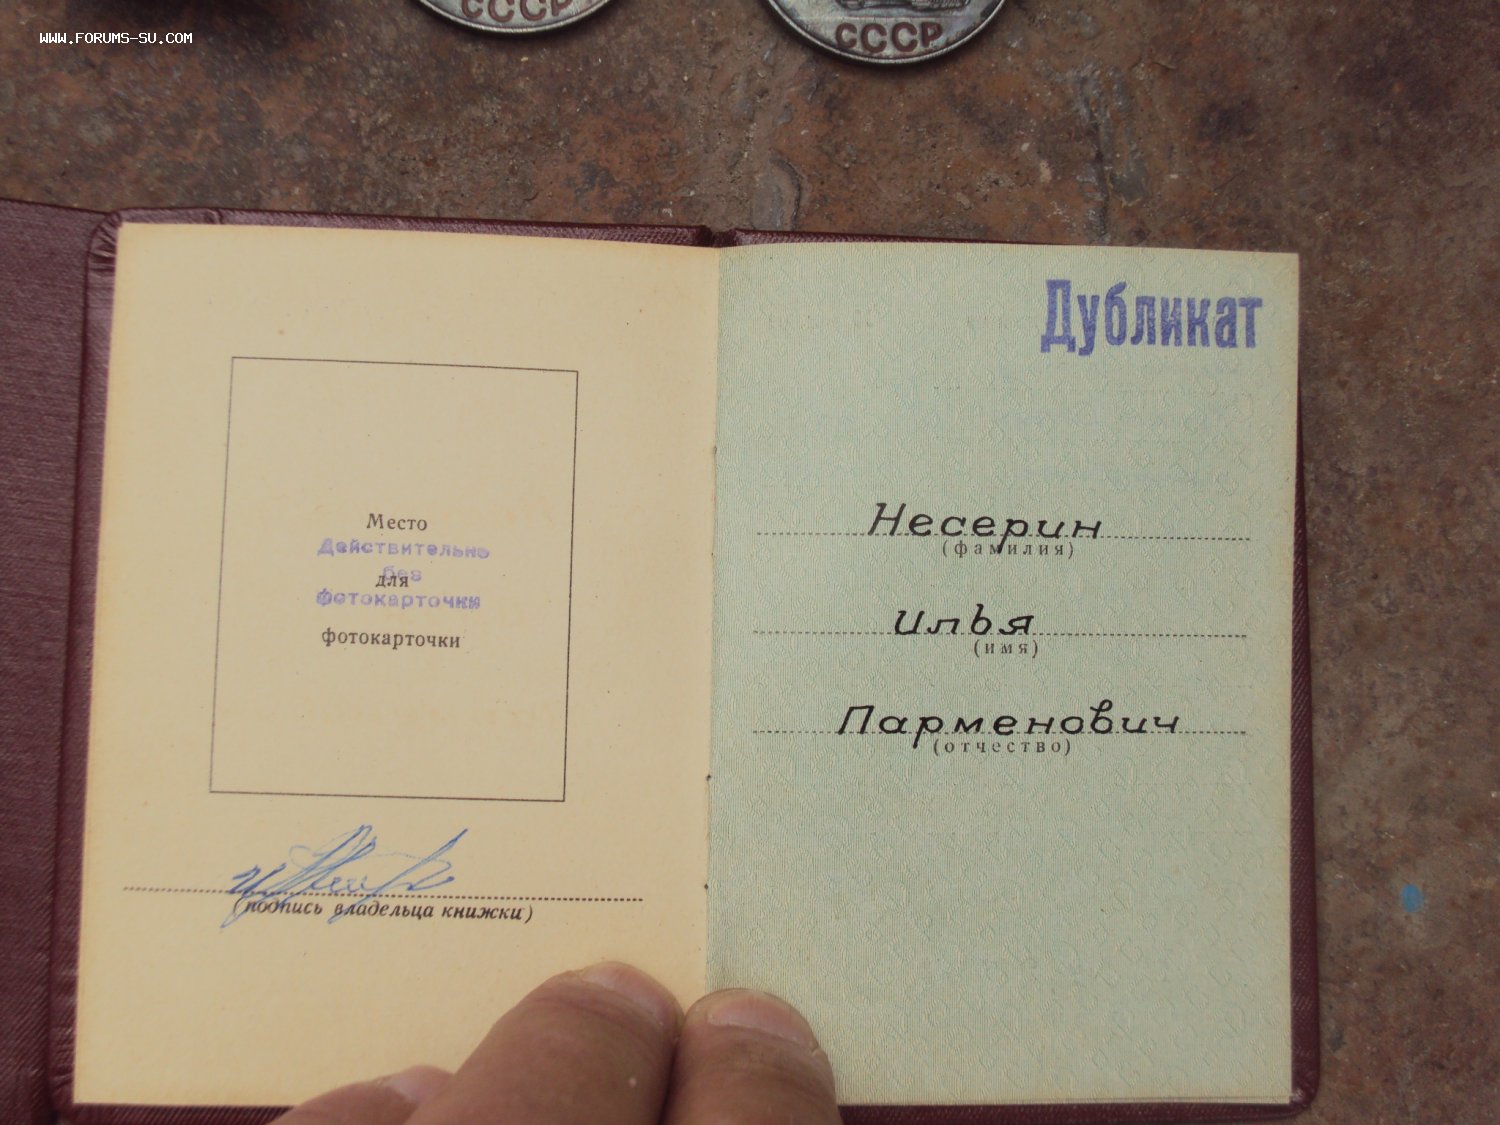 WWW.FORUMS-SU.COM
СССР
СССР
Дубликат
Место
Действительно
без
для
фотокарточки
фотокарточки
(подпись владельца книжки)
Несерин
(фамилия)
Илья
(имя)
Парменович
(отчество)